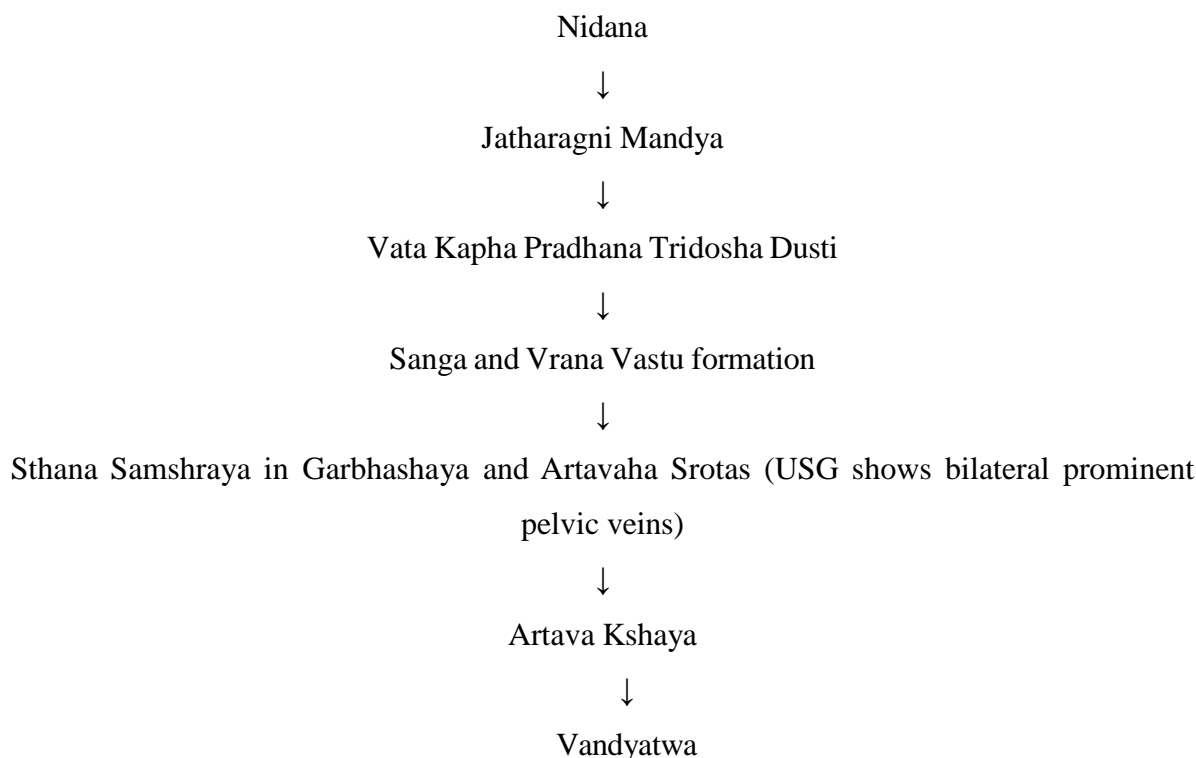 Nidana
↓
Jatharagni Mandya
↓
Vata Kapha Pradhana Tridosha Dusti
↓
Sanga and Vrana Vastu formation
↓
Sthana Samshraya in Garbhashaya and Artavaha Srotas (USG shows bilateral prominent
pelvic veins)
↓
Artava Kshaya
↓
Vandyatwa